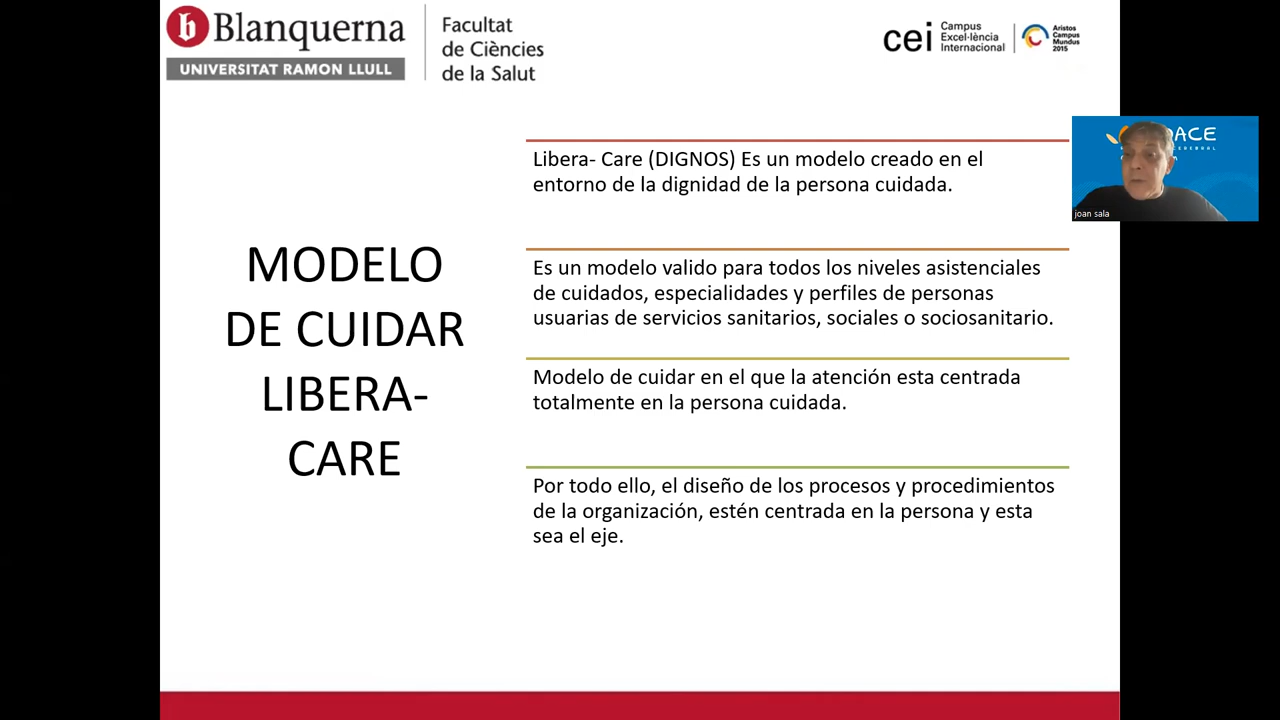 Blanquerna
UNIVERSITAT RAMON LLULL
Facultat
de Ciències
de la Salut
cei
Campus
Excel·lència
Internacional
Aristos
Campus
Mundus
2015
MODELO
DE CUIDAR
LIBERA-
CARE
Libera- Care (DIGNOS) Es un modelo creado en el
entorno de la dignidad de la persona cuidada.
Es un modelo valido para todos los niveles asistenciales
de cuidados, especialidades y perfiles de personas
usuarias de servicios sanitarios, sociales o sociosanitario.
Modelo de cuidar en el que la atención esta centrada
totalmente en la persona cuidada.
Por todo ello, el diseño de los procesos y procedimientos
de la organización, estén centrada en la persona y esta
sea el eje.
joan sala